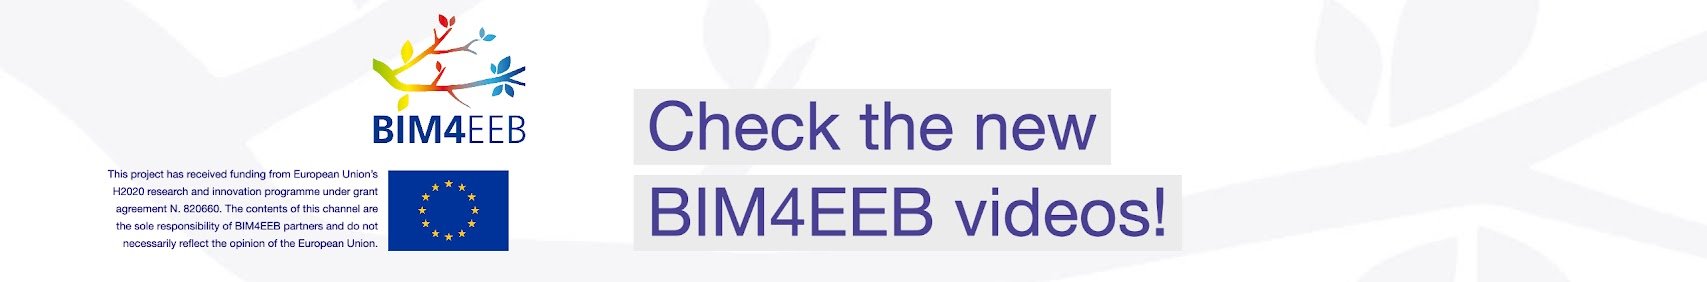 BIM4EEB
This project has received funding from European Union's
H2020 research and innovation programme under grant
agreement N. 820660. The contents of this channel are
the sole responsibility of BIM4EEB partners and do not
necessarily reflect the opinion of the European Union.
Check the new
BIM4EEB videos!